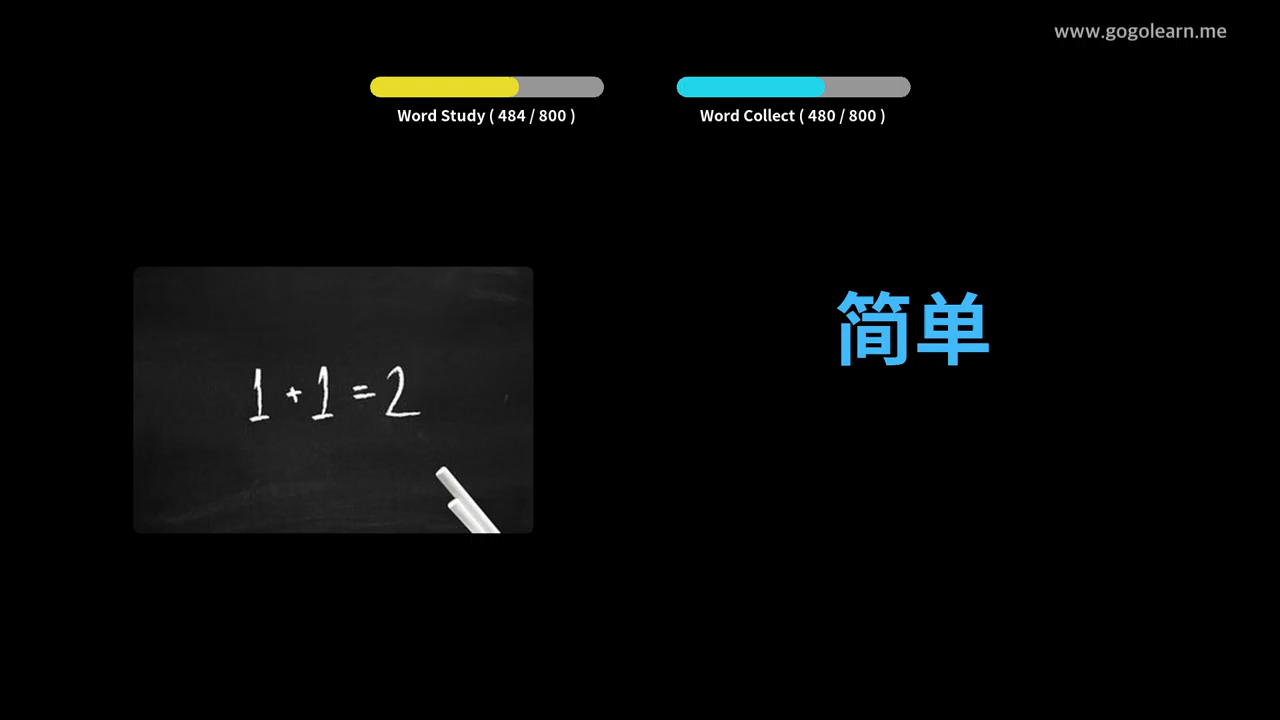 www.gogolearn.me
Word Study ( 484 / 800 )
Word Collect ( 480 / 800 )
简单
1 + 1 = 2